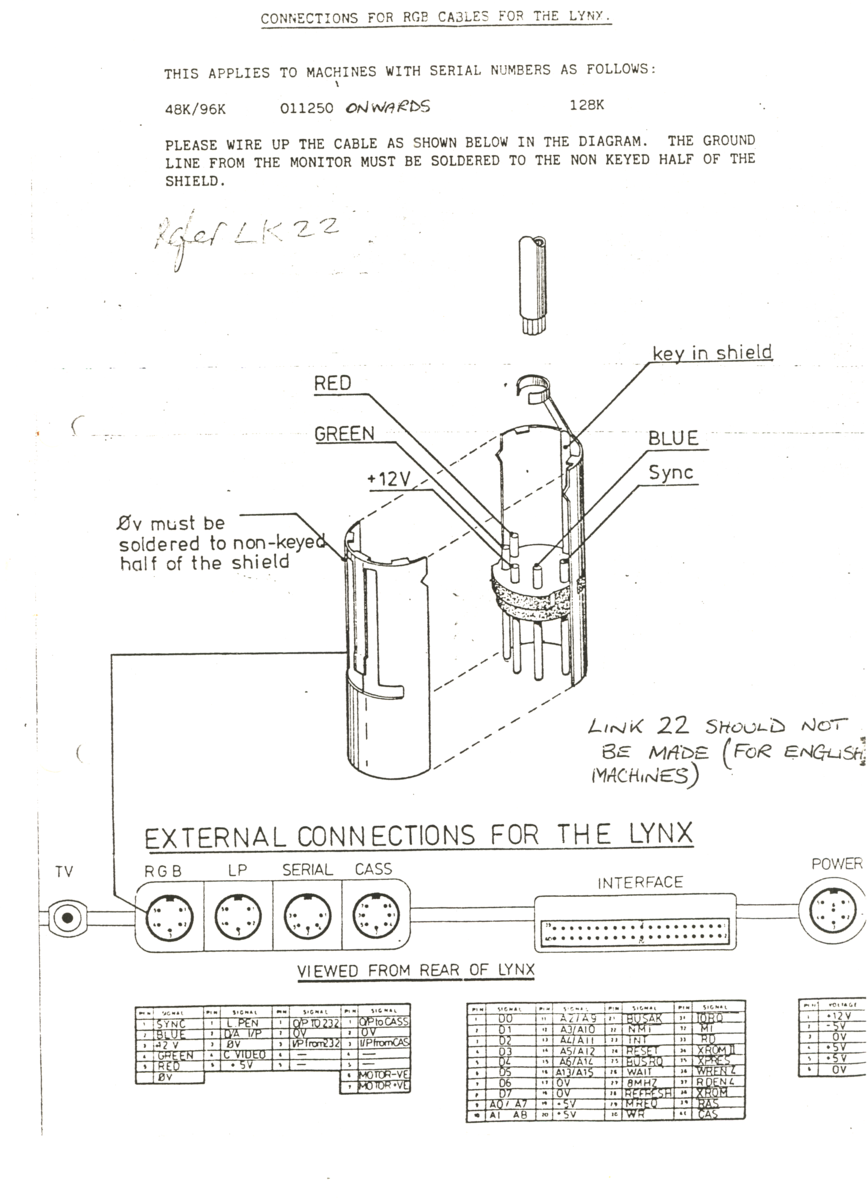 CONNECTIONS FOR RGB CABLES FOR THE LYNX.
THIS APPLIES TO MACHINES WITH SERIAL NUMBERS AS FOLLOWS:
48K/96K 011250 ONWARDS 128K
PLEASE WIRE UP THE CABLE AS SHOWN BELOW IN THE DIAGRAM. THE GROUND
LINE FROM THE MONITOR MUST BE SOLDERED TO THE NON KEYED HALF OF THE
SHIELD.
Refer LK22
key in shield
RED
GREEN
BLUE
+12V
Sync
Øv must be
soldered to non-keyed
half of the shield
LINK 22 SHOULD NOT
BE MADE (FOR ENGLISH
MACHINES)
EXTERNAL CONNECTIONS FOR THE LYNX
TV RGB LP SERIAL CASS INTERFACE POWER
VIEWED FROM REAR OF LYNX
PIN SIGNAL PIN SIGNAL PIN SIGNAL PIN SIGNAL
1 SYNC 1 L.PEN 1 O/P TO 232 1 O/P to CASS
2 BLUE 2 D/A I/P 2 0V 2 0V
3 12 V 3 ØV 3 I/P from 232 3 I/P from CAS
4 GREEN 4 C VIDEO 4 — 4 —
5 RED 5 +5V 5 — 5 —
ØV 6 MOTOR-VE
7 MOTOR+VE
PIN SIGNAL PIN SIGNAL PIN SIGNAL PIN SIGNAL
1 D0 11 A2/A9 21 BUSAK 31 IORQ
2 D1 12 A3/A10 22 NMI 32 M1
3 D2 13 A4/A11 23 INT 33 RD
4 D3 14 A5/A12 24 RESET 34 XROM
5 D4 15 A6/A14 25 BUSRQ 35 XPRES
6 D5 16 A13/A15 26 WAIT 36 WREN 4
7 D6 17 0V 27 8MHZ 37 RDEN 4
8 D7 18 0V 28 REFRESH 38 XROM
9 A0/A7 19 +5V 29 MREQ 39 RAS
10 A1 A8 20 +5V 30 WR 40 CAS
PIN VOLTAGE
1 +12V
2 -5V
3 0V
4 +5V
5 +5V
6 0V